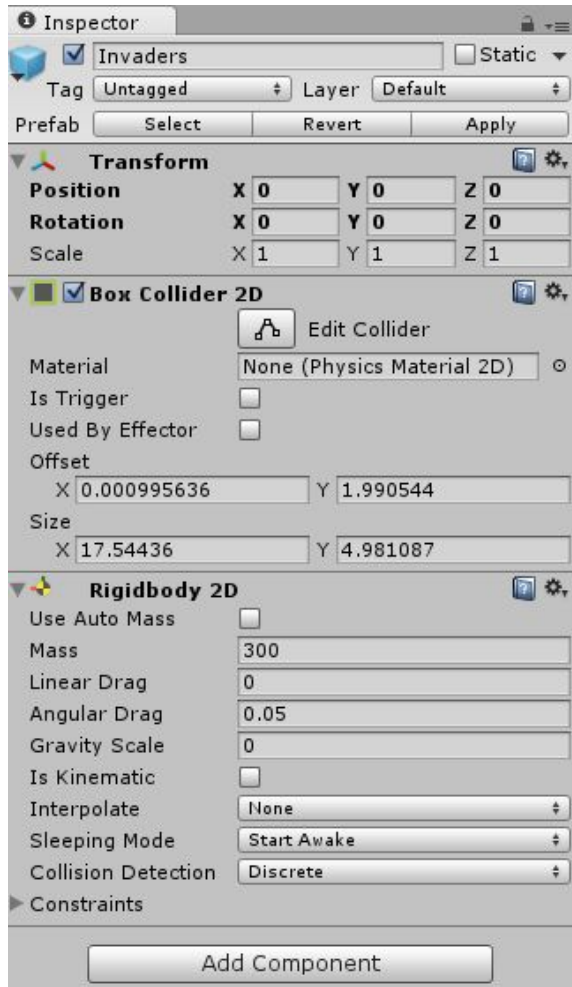 Inspector
Invaders Static
Tag Untagged Layer Default
Prefab Select Revert Apply
Transform
Position X 0 Y 0 Z 0
Rotation X 0 Y 0 Z 0
Scale X 1 Y 1 Z 1
Box Collider 2D
Edit Collider
Material None (Physics Material 2D)
Is Trigger
Used By Effector
Offset
X 0.000995636 Y 1.990544
Size
X 17.54436 Y 4.981087
Rigidbody 2D
Use Auto Mass
Mass 300
Linear Drag 0
Angular Drag 0.05
Gravity Scale 0
Is Kinematic
Interpolate None
Sleeping Mode Start Awake
Collision Detection Discrete
Constraints
Add Component